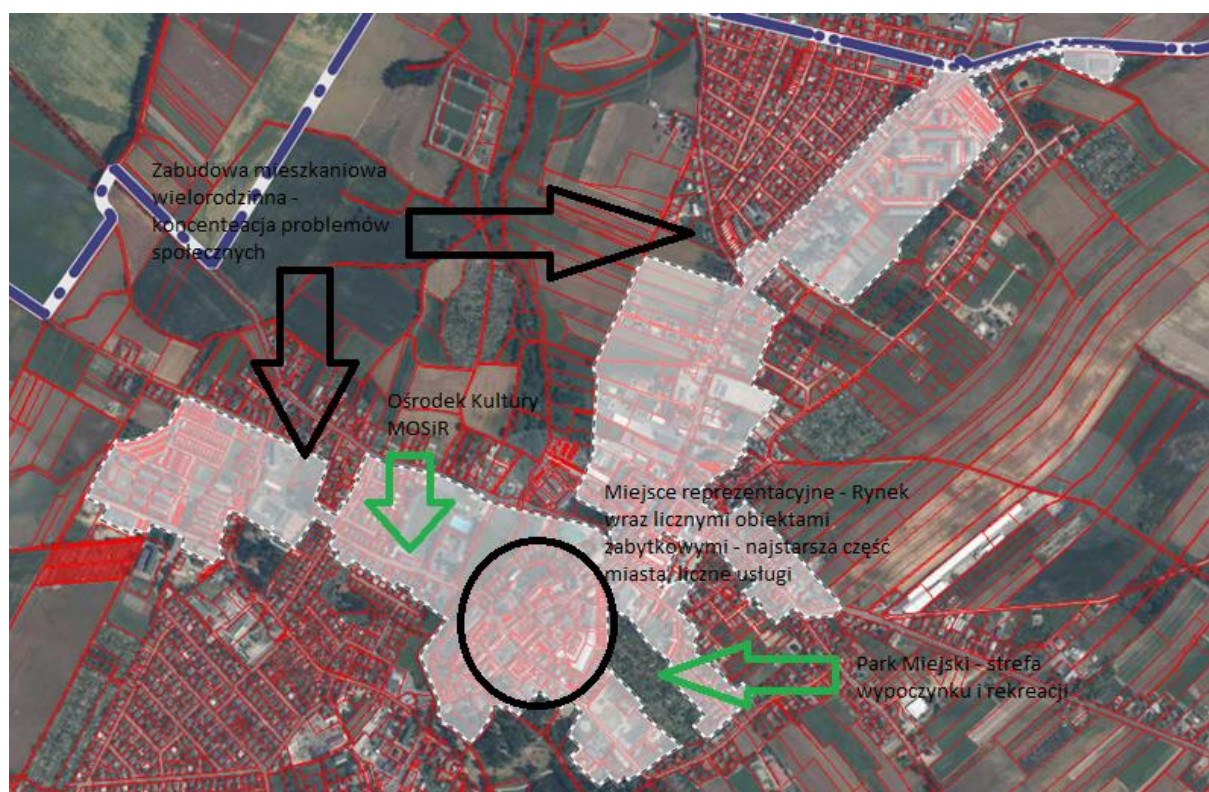 Zabudowa mieszkaniowa
wielorodzinna -
koncenteacja problemów
społecznych
Ośrodek Kultury
MOSiR
Miejsce reprezentacyjne - Rynek
wraz licznymi obiektami
zabytkowymi - najstarsza część
miasta, liczne usługi
Park Miejski - strefa
wypoczynku i rekreacji